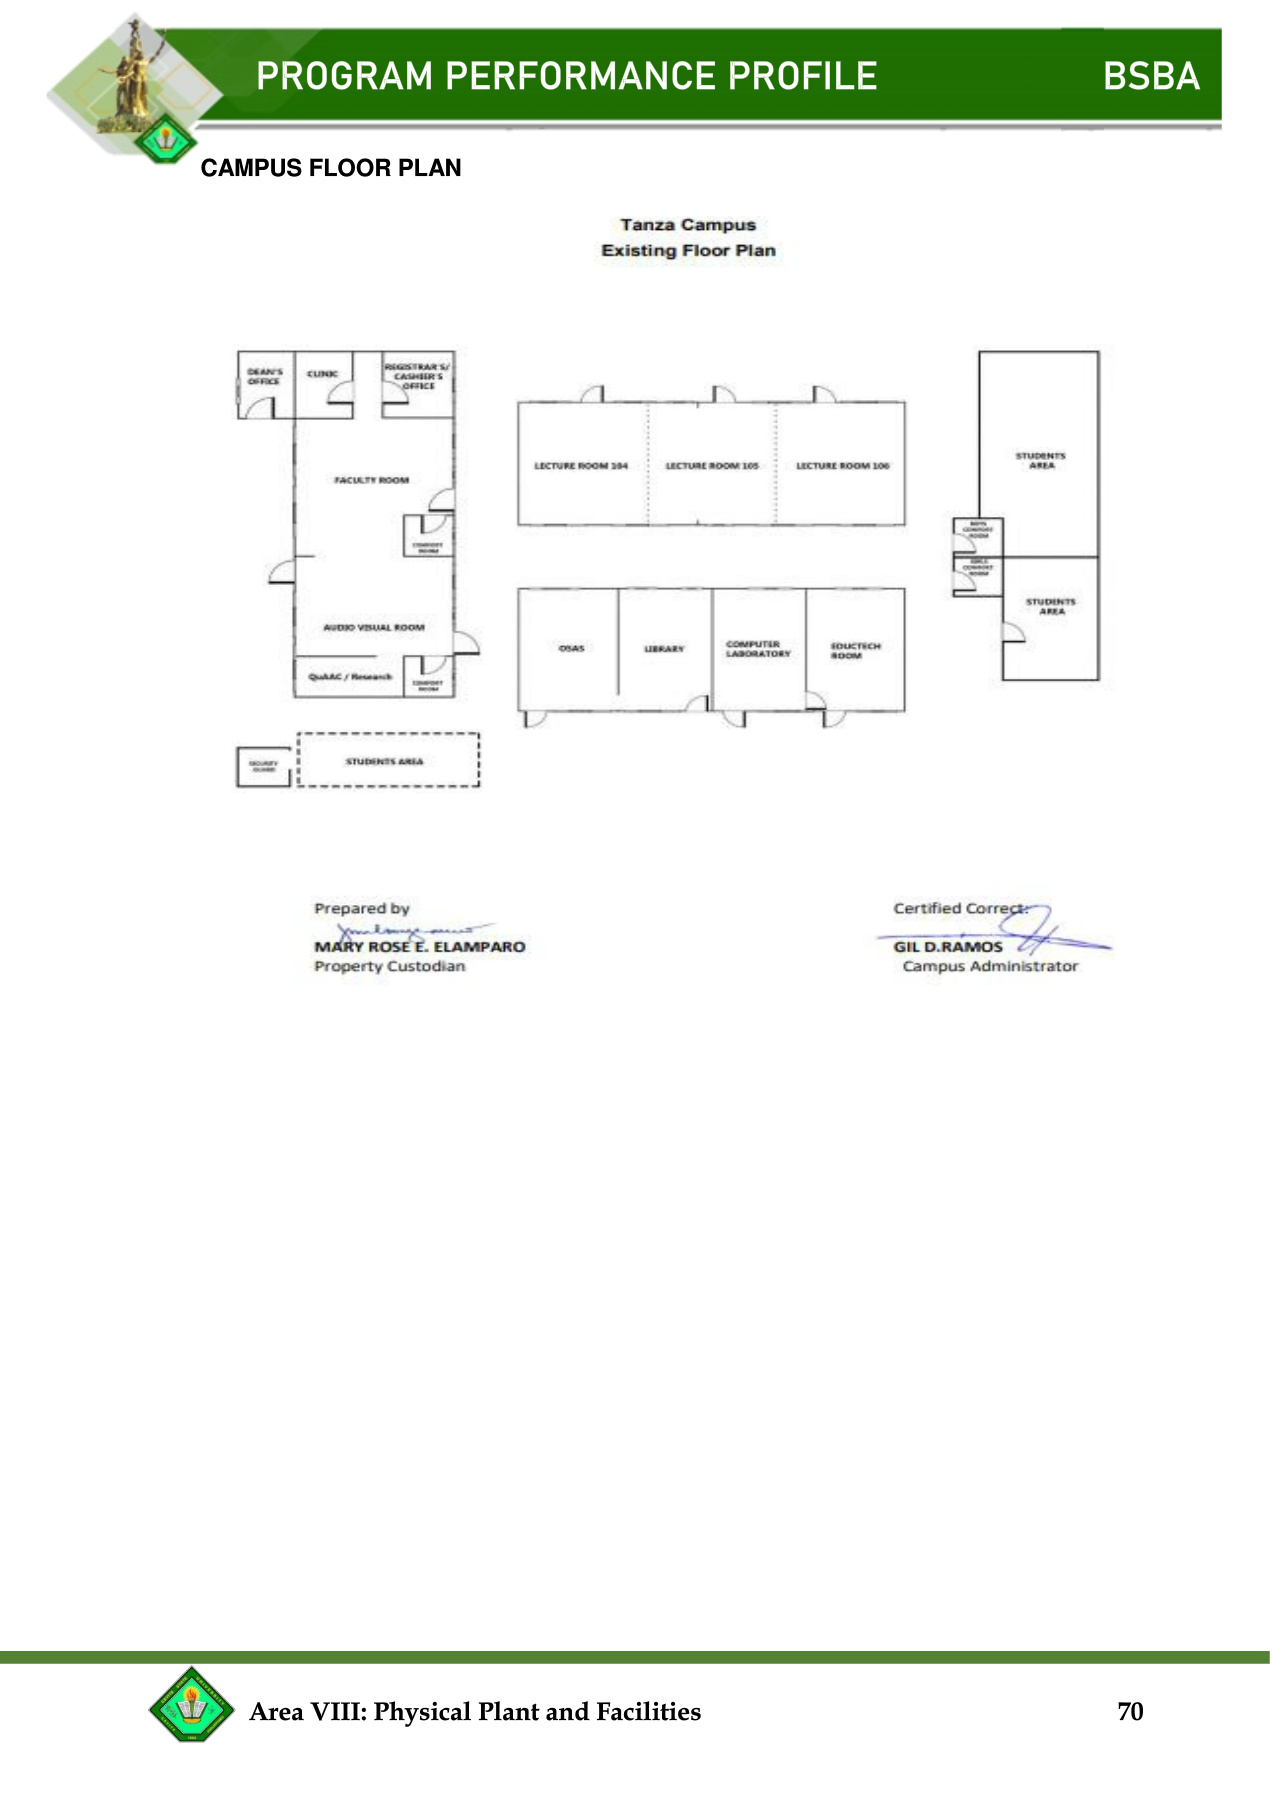 PROGRAM PERFORMANCE PROFILE BSBA
CAMPUS FLOOR PLAN
Tanza Campus
Existing Floor Plan
DEAN'S
OFFICE
CLINIC
REGISTRAR'S/
CASHIER'S
OFFICE
FACULTY ROOM
COMFORT
ROOM
AUDIO VISUAL ROOM
QuAAC / Research
COMFORT
ROOM
SECURITY
GUARD
STUDENTS AREA
LECTURE ROOM 104
LECTURE ROOM 105
LECTURE ROOM 106
OSAS
LIBRARY
COMPUTER
LABORATORY
EDUCTECH
ROOM
STUDENTS
AREA
BOYS
COMFORT
ROOM
GIRLS
COMFORT
ROOM
STUDENTS
AREA
Prepared by
MARY ROSE E. ELAMPARO
Property Custodian
Certified Correct:
GIL D.RAMOS
Campus Administrator
Area VIII: Physical Plant and Facilities 70